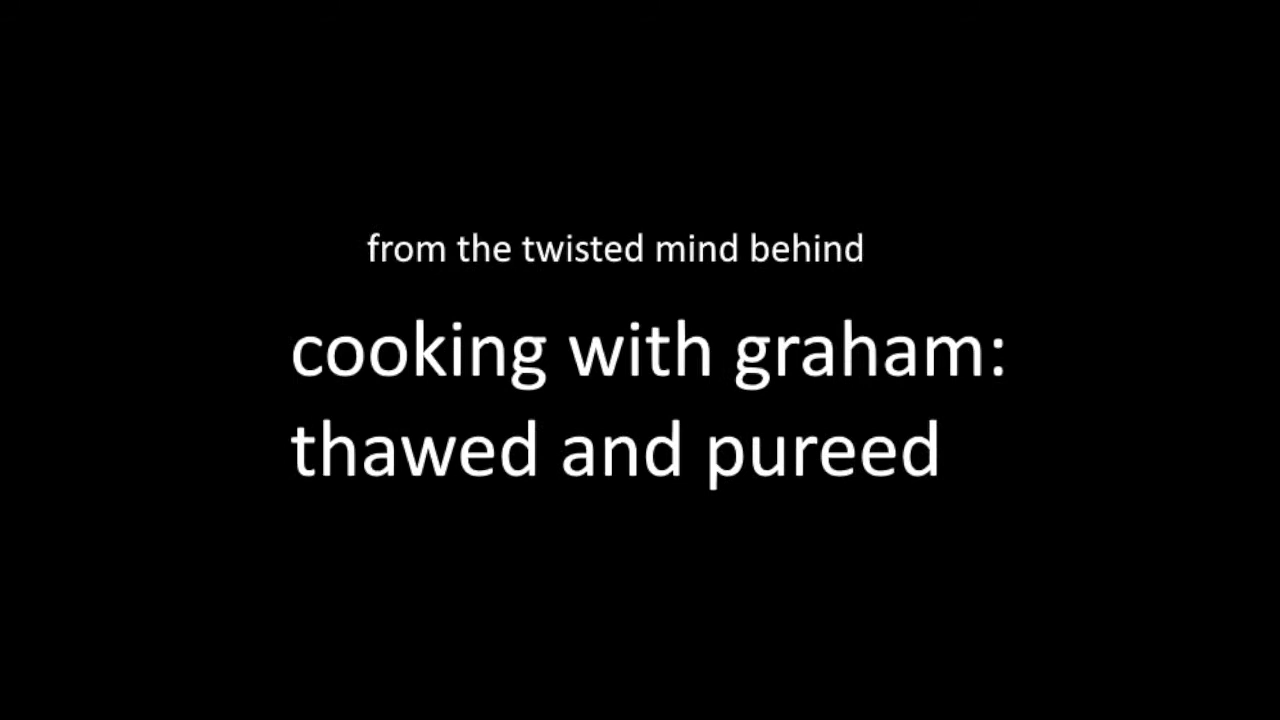 from the twisted mind behind
cooking with graham:
thawed and pureed